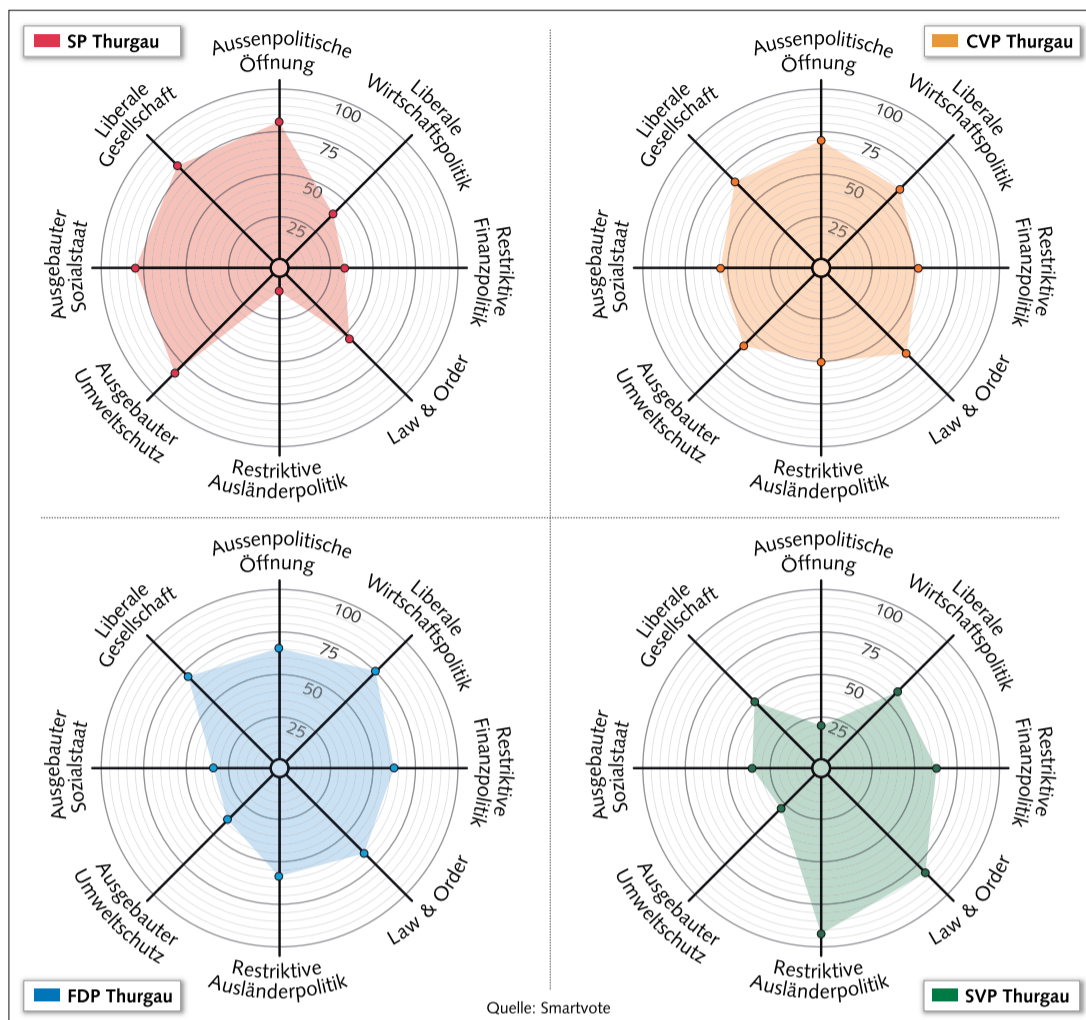 SP Thurgau
Aussenpolitische
Öffnung
Liberale
Wirtschaftspolitik
Restriktive
Finanzpolitik
Law & Order
Restriktive
Ausländerpolitik
Ausgebauter
Umweltschutz
Ausgebauter
Sozialstaat
Liberale
Gesellschaft
100
75
50
25
CVP Thurgau
Aussenpolitische
Öffnung
Liberale
Wirtschaftspolitik
Restriktive
Finanzpolitik
Law & Order
Restriktive
Ausländerpolitik
Ausgebauter
Umweltschutz
Ausgebauter
Sozialstaat
Liberale
Gesellschaft
100
75
50
25
Aussenpolitische
Öffnung
Liberale
Wirtschaftspolitik
Restriktive
Finanzpolitik
Law & Order
Restriktive
Ausländerpolitik
Ausgebauter
Umweltschutz
Ausgebauter
Sozialstaat
Liberale
Gesellschaft
100
75
50
25
FDP Thurgau
Aussenpolitische
Öffnung
Liberale
Wirtschaftspolitik
Restriktive
Finanzpolitik
Law & Order
Restriktive
Ausländerpolitik
Ausgebauter
Umweltschutz
Ausgebauter
Sozialstaat
Liberale
Gesellschaft
100
75
50
25
SVP Thurgau
Quelle: Smartvote